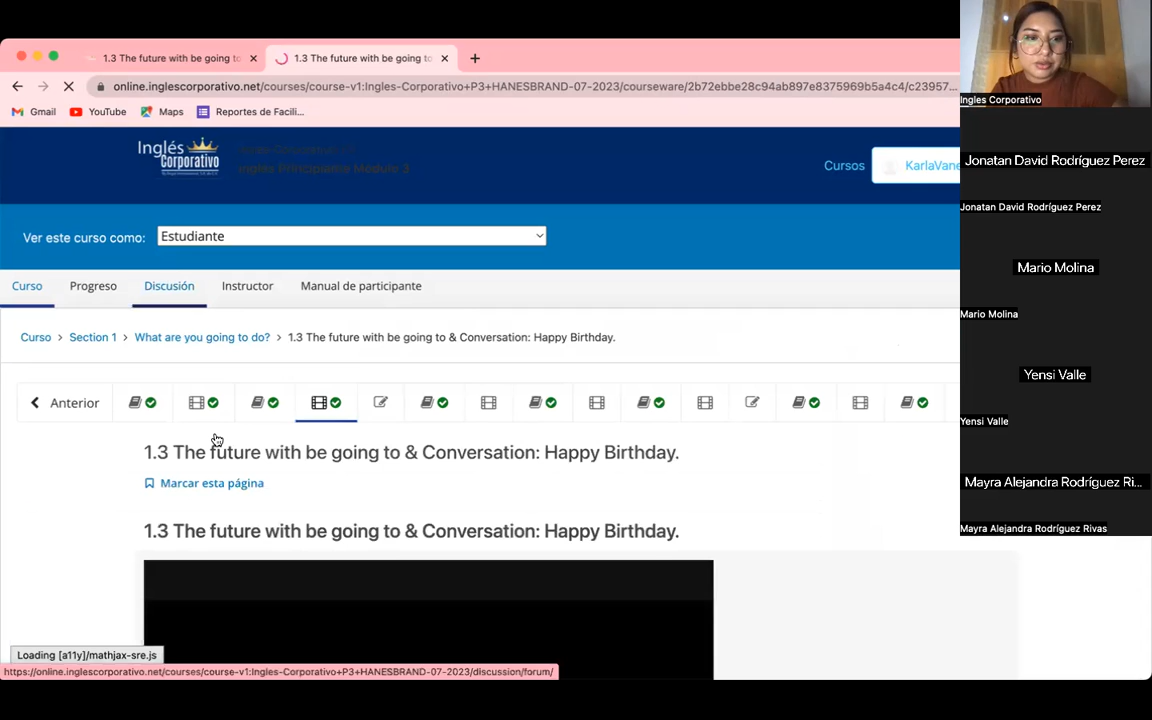 1.3 The future with be going to
1.3 The future with be going to
online.inglescorporativo.net/courses/course-v1:Ingles-Corporativo+P3+HANESBRAND-07-2023/courseware/2b72ebbe28c94ab897e8375969b5a4c4/c23957...
Gmail
YouTube
Maps
Reportes de Facili...
Inglés
Corporativo
Ingles Principiantes Modulo 3
Cursos
KarlaVane
Ver este curso como:
Estudiante
Curso
Progreso
Discusión
Instructor
Manual de participante
Curso > Section 1 > What are you going to do? > 1.3 The future with be going to & Conversation: Happy Birthday.
Anterior
1.3 The future with be going to & Conversation: Happy Birthday.
Marcar esta página
1.3 The future with be going to & Conversation: Happy Birthday.
Loading [a11y]/mathjax-sre.js
https://online.inglescorporativo.net/courses/course-v1:Ingles-Corporativo+P3+HANESBRAND-07-2023/discussion/forum/
Ingles Corporativo
Jonatan David Rodríguez Perez
Jonatan David Rodríguez Perez
Mario Molina
Mario Molina
Yensi Valle
Yensi Valle
Mayra Alejandra Rodríguez Ri...
Mayra Alejandra Rodríguez Rivas